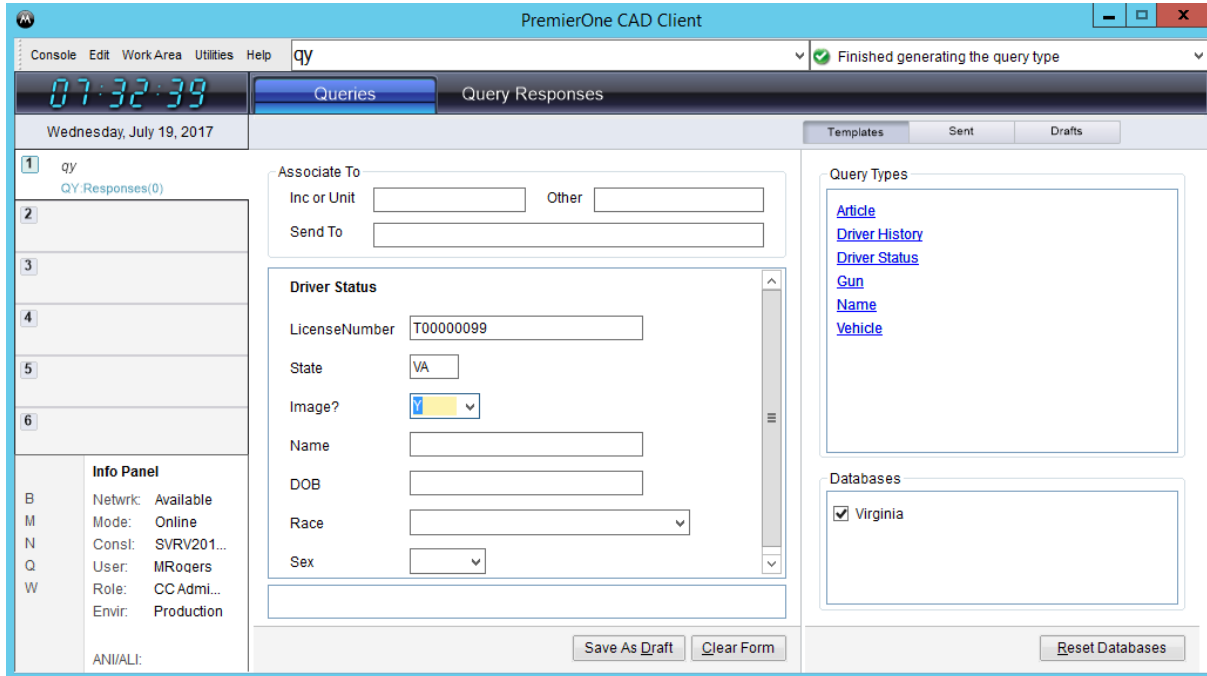 PremierOne CAD Client
Console Edit Work Area Utilities Help qy Finished generating the query type
07:32:39 Queries Query Responses
Wednesday, July 19, 2017 Templates Sent Drafts
1 qy
QY:Responses(0)
2
3
4
5
6
Info Panel
B Netwrk: Available
M Mode: Online
N Consl: SVRV201...
Q User: MRogers
W Role: CC Admi...
Envir: Production
ANI/ALI:
Associate To
Inc or Unit Other
Send To
Driver Status
LicenseNumber T00000099
State VA
Image? Y
Name
DOB
Race
Sex
Save As Draft Clear Form
Query Types
Article
Driver History
Driver Status
Gun
Name
Vehicle
Databases
Virginia
Reset Databases